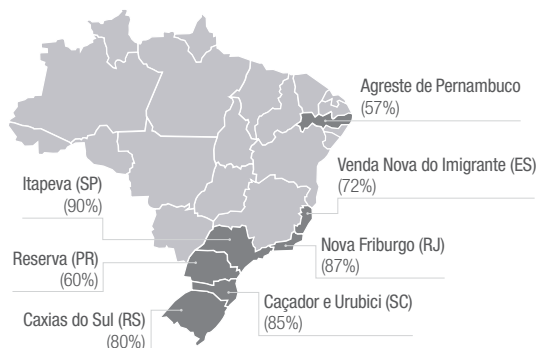 Agreste de Pernambuco
(57%)
Venda Nova do Imigrante (ES)
(72%)
Itapeva (SP)
(90%)
Nova Friburgo (RJ)
(87%)
Reserva (PR)
(60%)
Caçador e Urubici (SC)
(85%)
Caxias do Sul (RS)
(80%)